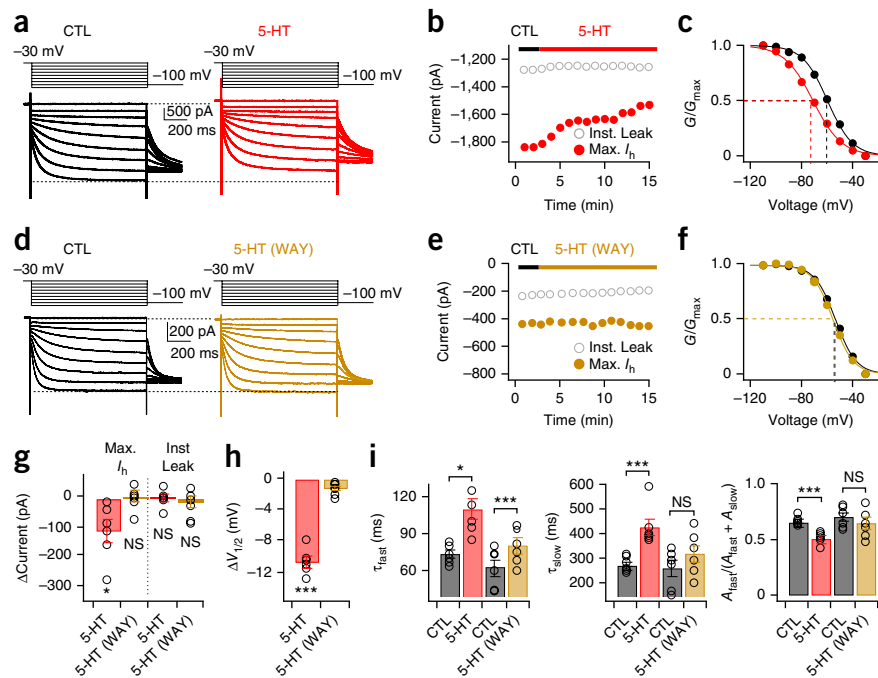 a
CTL
5-HT
–30 mV
–30 mV
–100 mV
–100 mV
500 pA
200 ms
b
CTL
5-HT
Current (pA)
–1,200
–1,400
–1,600
–1,800
Inst. Leak
Max. Ih
0
5
10
15
Time (min)
c
G/Gmax
1.0
0.5
0
–120
–80
–40
Voltage (mV)
d
CTL
5-HT (WAY)
–30 mV
–30 mV
–100 mV
–100 mV
200 pA
200 ms
e
CTL
5-HT (WAY)
Current (pA)
0
–200
–400
–600
–800
Inst. Leak
Max. Ih
0
5
10
15
Time (min)
f
G/Gmax
1.0
0.5
0
–120
–80
–40
Voltage (mV)
g
Max.
Ih
Inst
Leak
ΔCurrent (pA)
0
–100
–200
–300
*
NS
NS
NS
5-HT
5-HT (WAY)
5-HT
5-HT (WAY)
h
ΔV1/2 (mV)
0
–4
–8
–12
***
5-HT
5-HT (WAY)
i
τfast (ms)
120
90
60
*
***
CTL
5-HT
CTL
5-HT (WAY)
τslow (ms)
600
500
400
300
200
***
NS
CTL
5-HT
CTL
5-HT (WAY)
Afast/(Afast + Aslow)
1.0
0.5
0
***
NS
CTL
5-HT
CTL
5-HT (WAY)